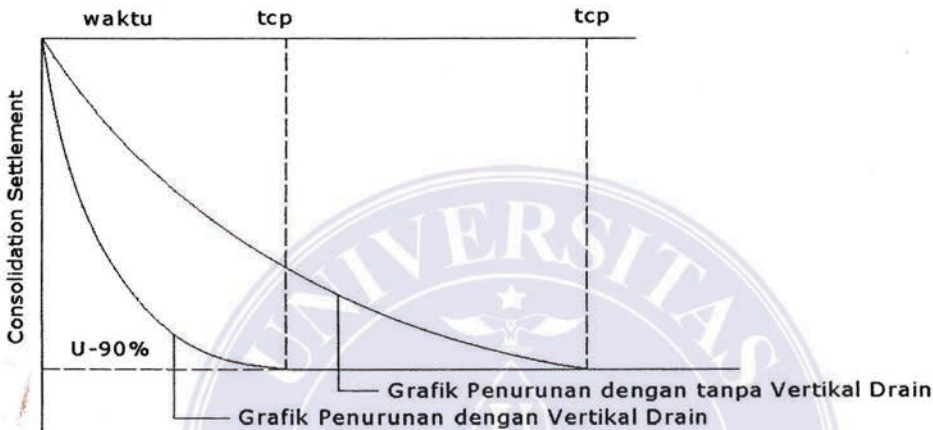 waktu tcp tcp
Consolidation Settlement
UNIVERSITAS
U-90%
Grafik Penurunan dengan tanpa Vertikal Drain
Grafik Penurunan dengan Vertikal Drain